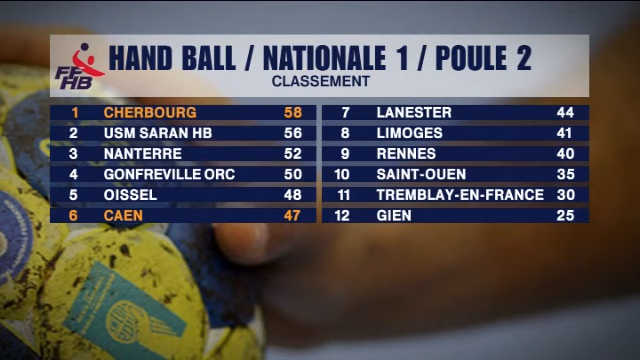 FF
HB
HAND BALL / NATIONALE 1 / POULE 2
CLASSEMENT
1 CHERBOURG 58
2 USM SARAN HB 56
3 NANTERRE 52
4 GONFREVILLE ORC 50
5 OISSEL 48
6 CAEN 47
7 LANESTER 44
8 LIMOGES 41
9 RENNES 40
10 SAINT-OUEN 35
11 TREMBLAY-EN-FRANCE 30
12 GIEN 25